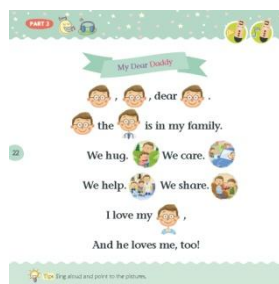 PART 2
My Dear Daddy
, , dear .
the is in my family.
22
We hug. We care.
We help. We share.
I love my ,
And he loves me, too!
Tips Sing aloud and point to the pictures.